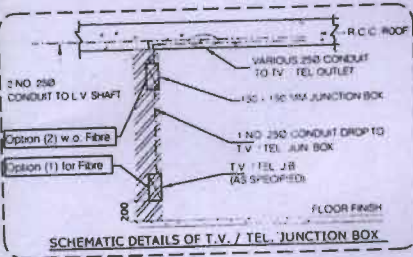 R.C.C. ROOF
VARIOUS 25Ø CONDUIT
TO TV TEL OUTLET
2 NO. 25Ø
CONDUIT TO L.V SHAFT
150 × 150 MM JUNCTION BOX
Option (2) w.o. Fibre
1 NO. 25Ø CONDUIT DROP TO
T.V / TEL. JUN. BOX
Option (1) for Fibre
T.V / TEL. J.B
(AS SPECIFIED)
200
FLOOR FINISH
SCHEMATIC DETAILS OF T.V. / TEL. JUNCTION BOX